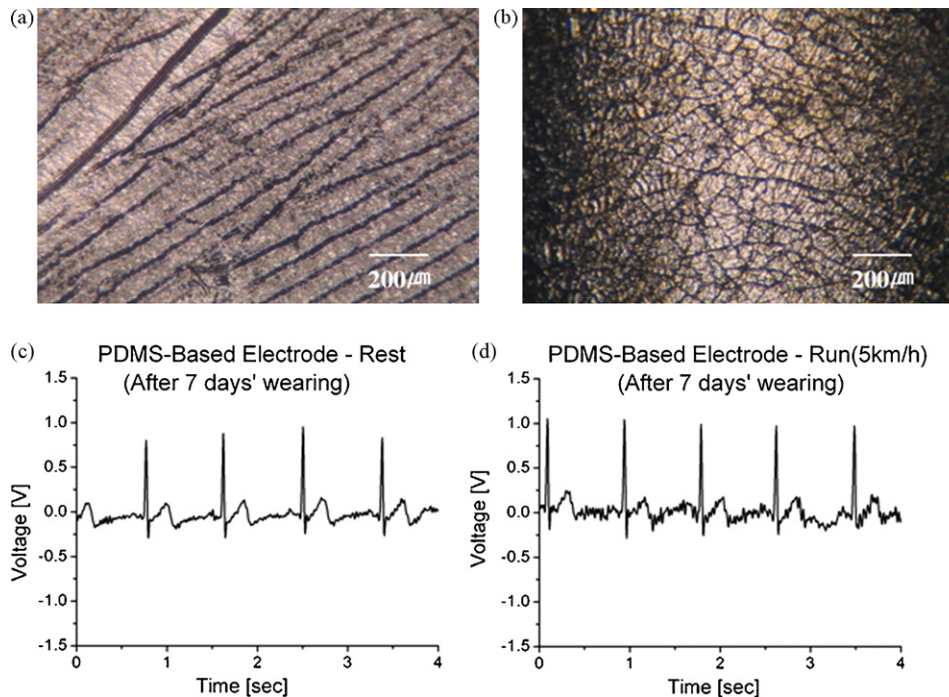 (a)
200㎛
(b)
200㎛
(c)
PDMS-Based Electrode - Rest
(After 7 days' wearing)
1.5
1.0
0.5
0.0
-0.5
-1.0
-1.5
Voltage [V]
0 1 2 3 4
Time [sec]
(d)
PDMS-Based Electrode - Run(5km/h)
(After 7 days' wearing)
1.5
1.0
0.5
0.0
-0.5
-1.0
-1.5
Voltage [V]
0 1 2 3 4
Time [sec]